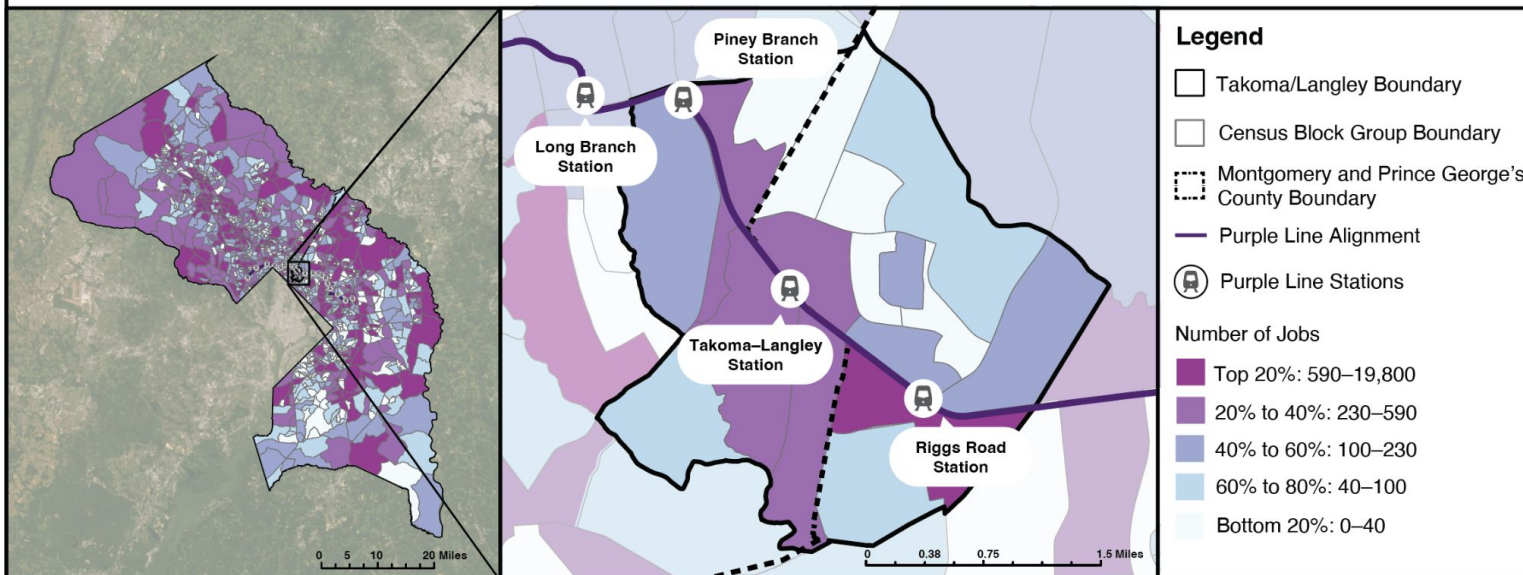 Piney Branch
Station
Long Branch
Station
Takoma–Langley
Station
Riggs Road
Station
0 5 10 20 Miles
0 0.38 0.75 1.5 Miles
Legend
Takoma/Langley Boundary
Census Block Group Boundary
Montgomery and Prince George's
County Boundary
Purple Line Alignment
Purple Line Stations
Number of Jobs
Top 20%: 590–19,800
20% to 40%: 230–590
40% to 60%: 100–230
60% to 80%: 40–100
Bottom 20%: 0–40